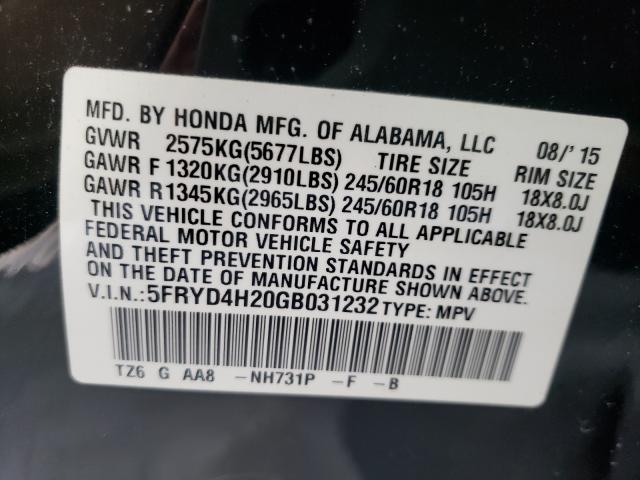 MFD. BY HONDA MFG. OF ALABAMA, LLC 08/' 15
GVWR 2575KG(5677LBS) TIRE SIZE RIM SIZE
GAWR F 1320KG(2910LBS) 245/60R18 105H 18X8.0J
GAWR R1345KG(2965LBS) 245/60R18 105H 18X8.0J
THIS VEHICLE CONFORMS TO ALL APPLICABLE
FEDERAL MOTOR VEHICLE SAFETY
AND THEFT PREVENTION STANDARDS IN EFFECT
ON THE DATE OF MANUFACTURE SHOWN ABOVE.
V.I.N.:5FRYD4H20GB031232 TYPE: MPV
TZ6 G AA8 -NH731P -F -B